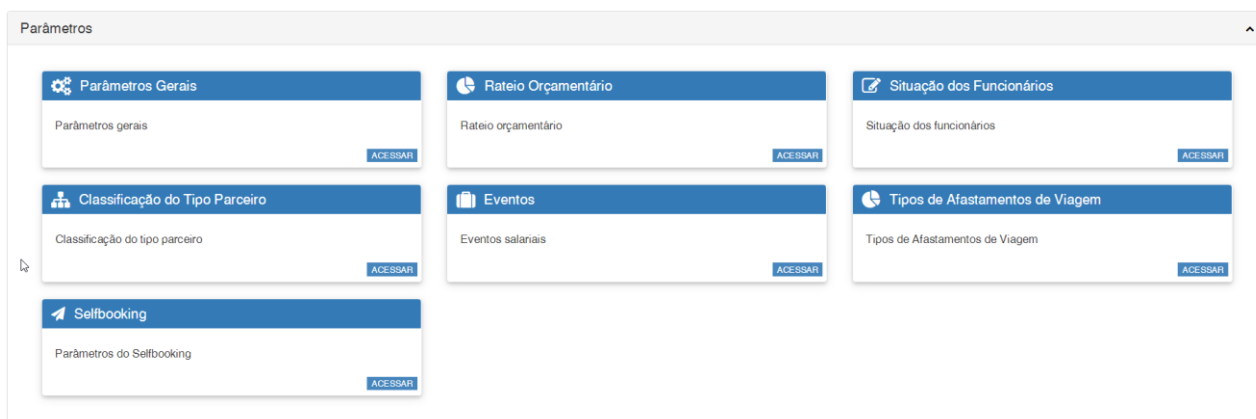 Parâmetros
Parâmetros Gerais
Parâmetros gerais
ACESSAR
Rateio Orçamentário
Rateio orçamentário
ACESSAR
Situação dos Funcionários
Situação dos funcionários
ACESSAR
Classificação do Tipo Parceiro
Classificação do tipo parceiro
ACESSAR
Eventos
Eventos salariais
ACESSAR
Tipos de Afastamentos de Viagem
Tipos de Afastamentos de Viagem
ACESSAR
Selfbooking
Parâmetros do Selfbooking
ACESSAR